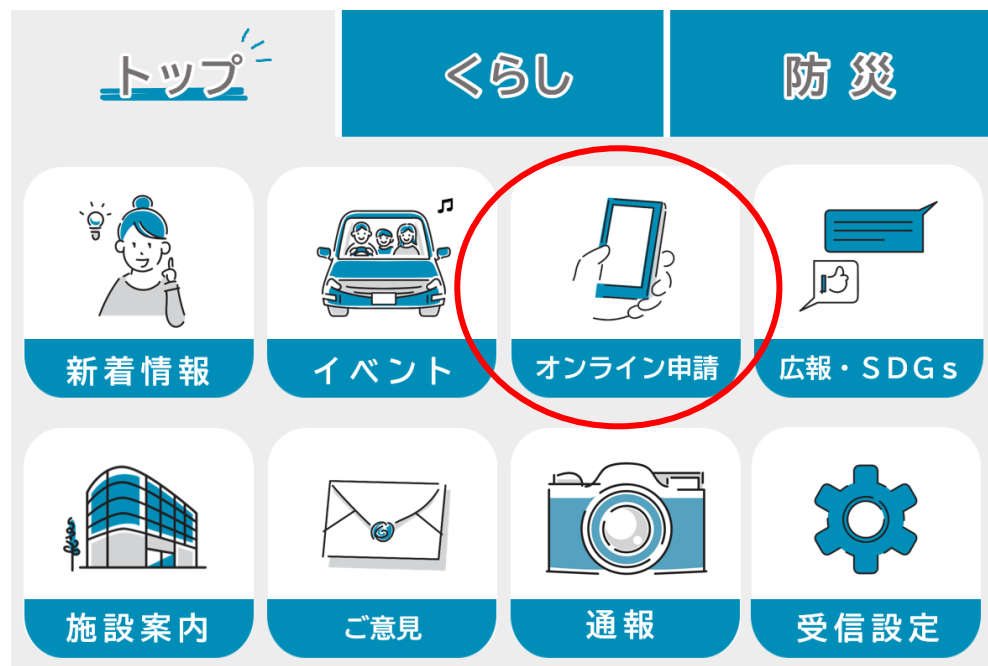 トップ
くらし
防災
新着情報
イベント
オンライン申請
広報・SDGs
施設案内
ご意見
通報
受信設定